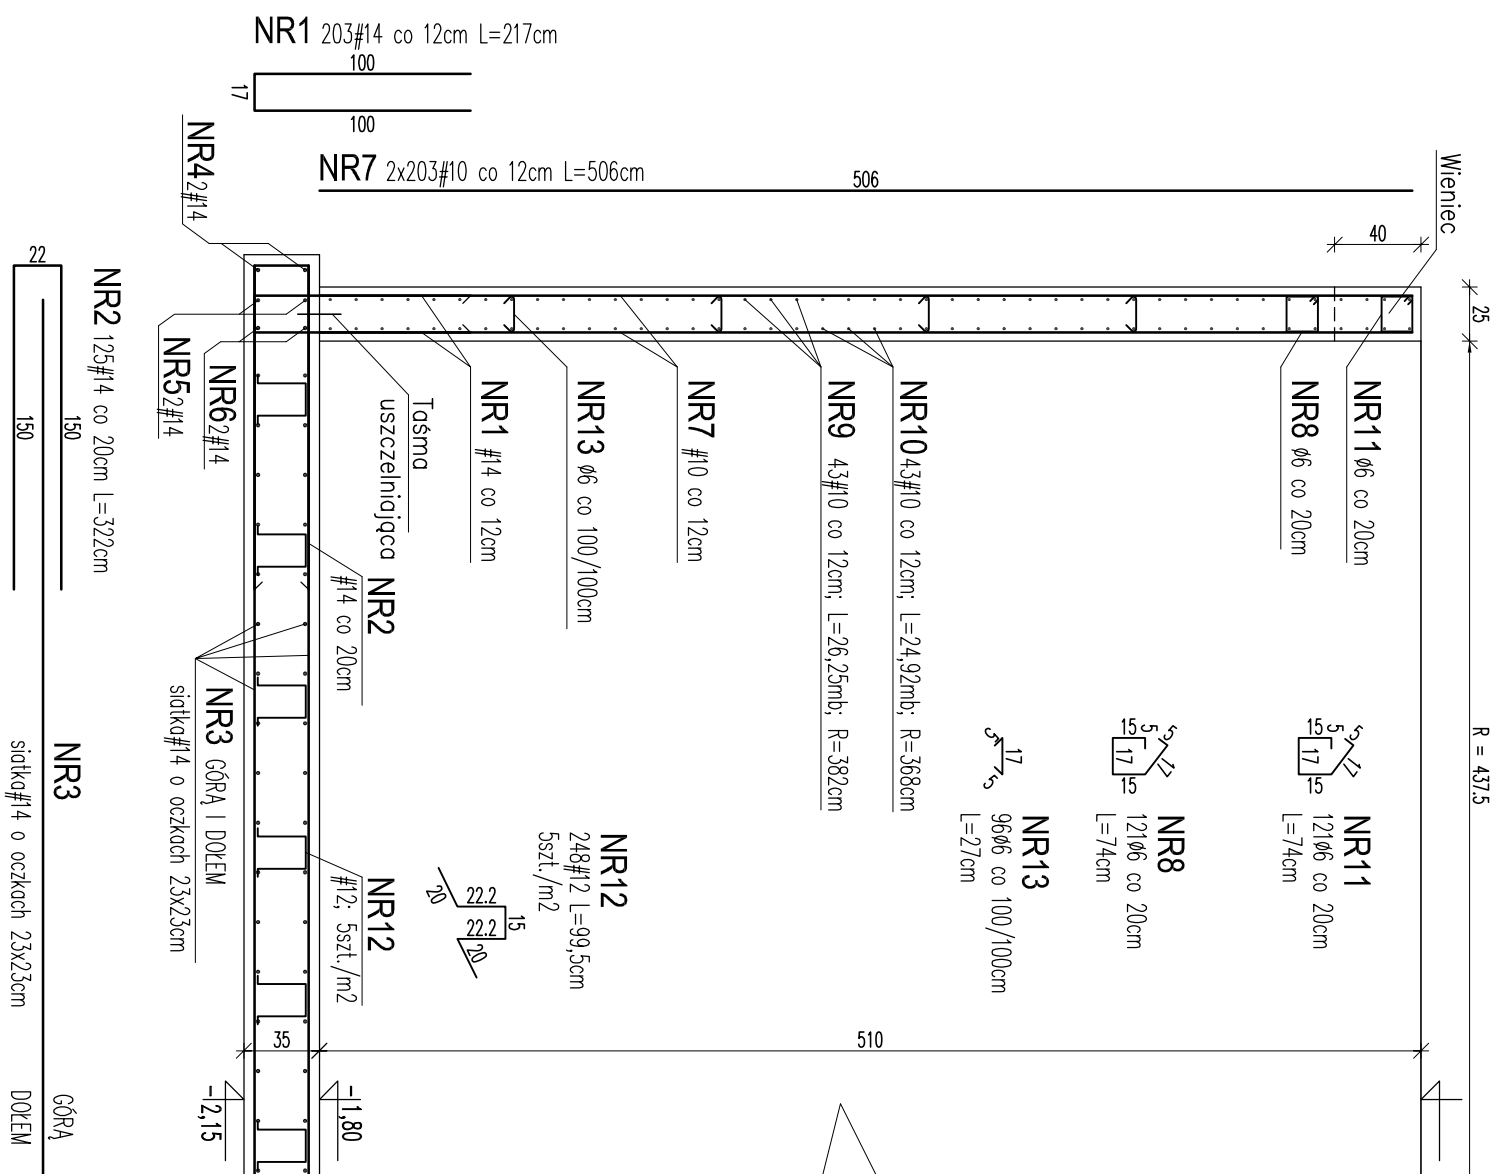 NR1 203#14 co 12cm L=217cm
100
17
100
NR7 2x203#10 co 12cm L=506cm
506
Wieniec
40
25
R = 437.5
NR4 2#14
22
150
150
NR2 125#14 co 20cm L=322cm
NR5 2#14
NR6 2#14
Taśma
uszczelniająca
NR1 #14 co 12cm
NR13 ø6 co 100/100cm
NR7 #10 co 12cm
NR9 43#10 co 12cm; L=26,25mb; R=382cm
NR10 43#10 co 12cm; L=24,92mb; R=368cm
NR8 ø6 co 20cm
NR11 ø6 co 20cm
NR2
#14 co 20cm
NR3 GÓRĄ I DOŁEM
siatka#14 o oczkach 23x23cm
NR12
#12; 5szt./m2
NR3
siatka#14 o oczkach 23x23cm
GÓRĄ
DOŁEM
5
17
5
NR13
96ø6 co 100/100cm
L=27cm
15
5
5
17
17
15
NR8
121ø6 co 20cm
L=74cm
15
5
5
17
17
15
NR11
121ø6 co 20cm
L=74cm
NR12
248#12 L=99,5cm
5szt./m2
20
22.2
15
22.2
20
35
510
-2,15
-1,80